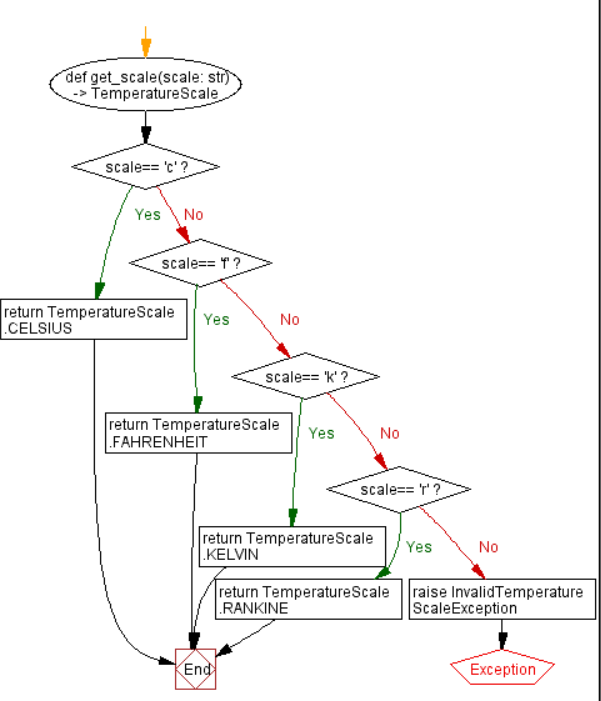 def get_scale(scale: str)
-> TemperatureScale
scale== 'c' ?
Yes
No
scale== 'f' ?
return TemperatureScale
.CELSIUS
Yes
No
scale== 'k' ?
return TemperatureScale
.FAHRENHEIT
Yes
No
scale== 'r' ?
return TemperatureScale
.KELVIN
Yes
No
return TemperatureScale
.RANKINE
raise InvalidTemperature
ScaleException
End
Exception